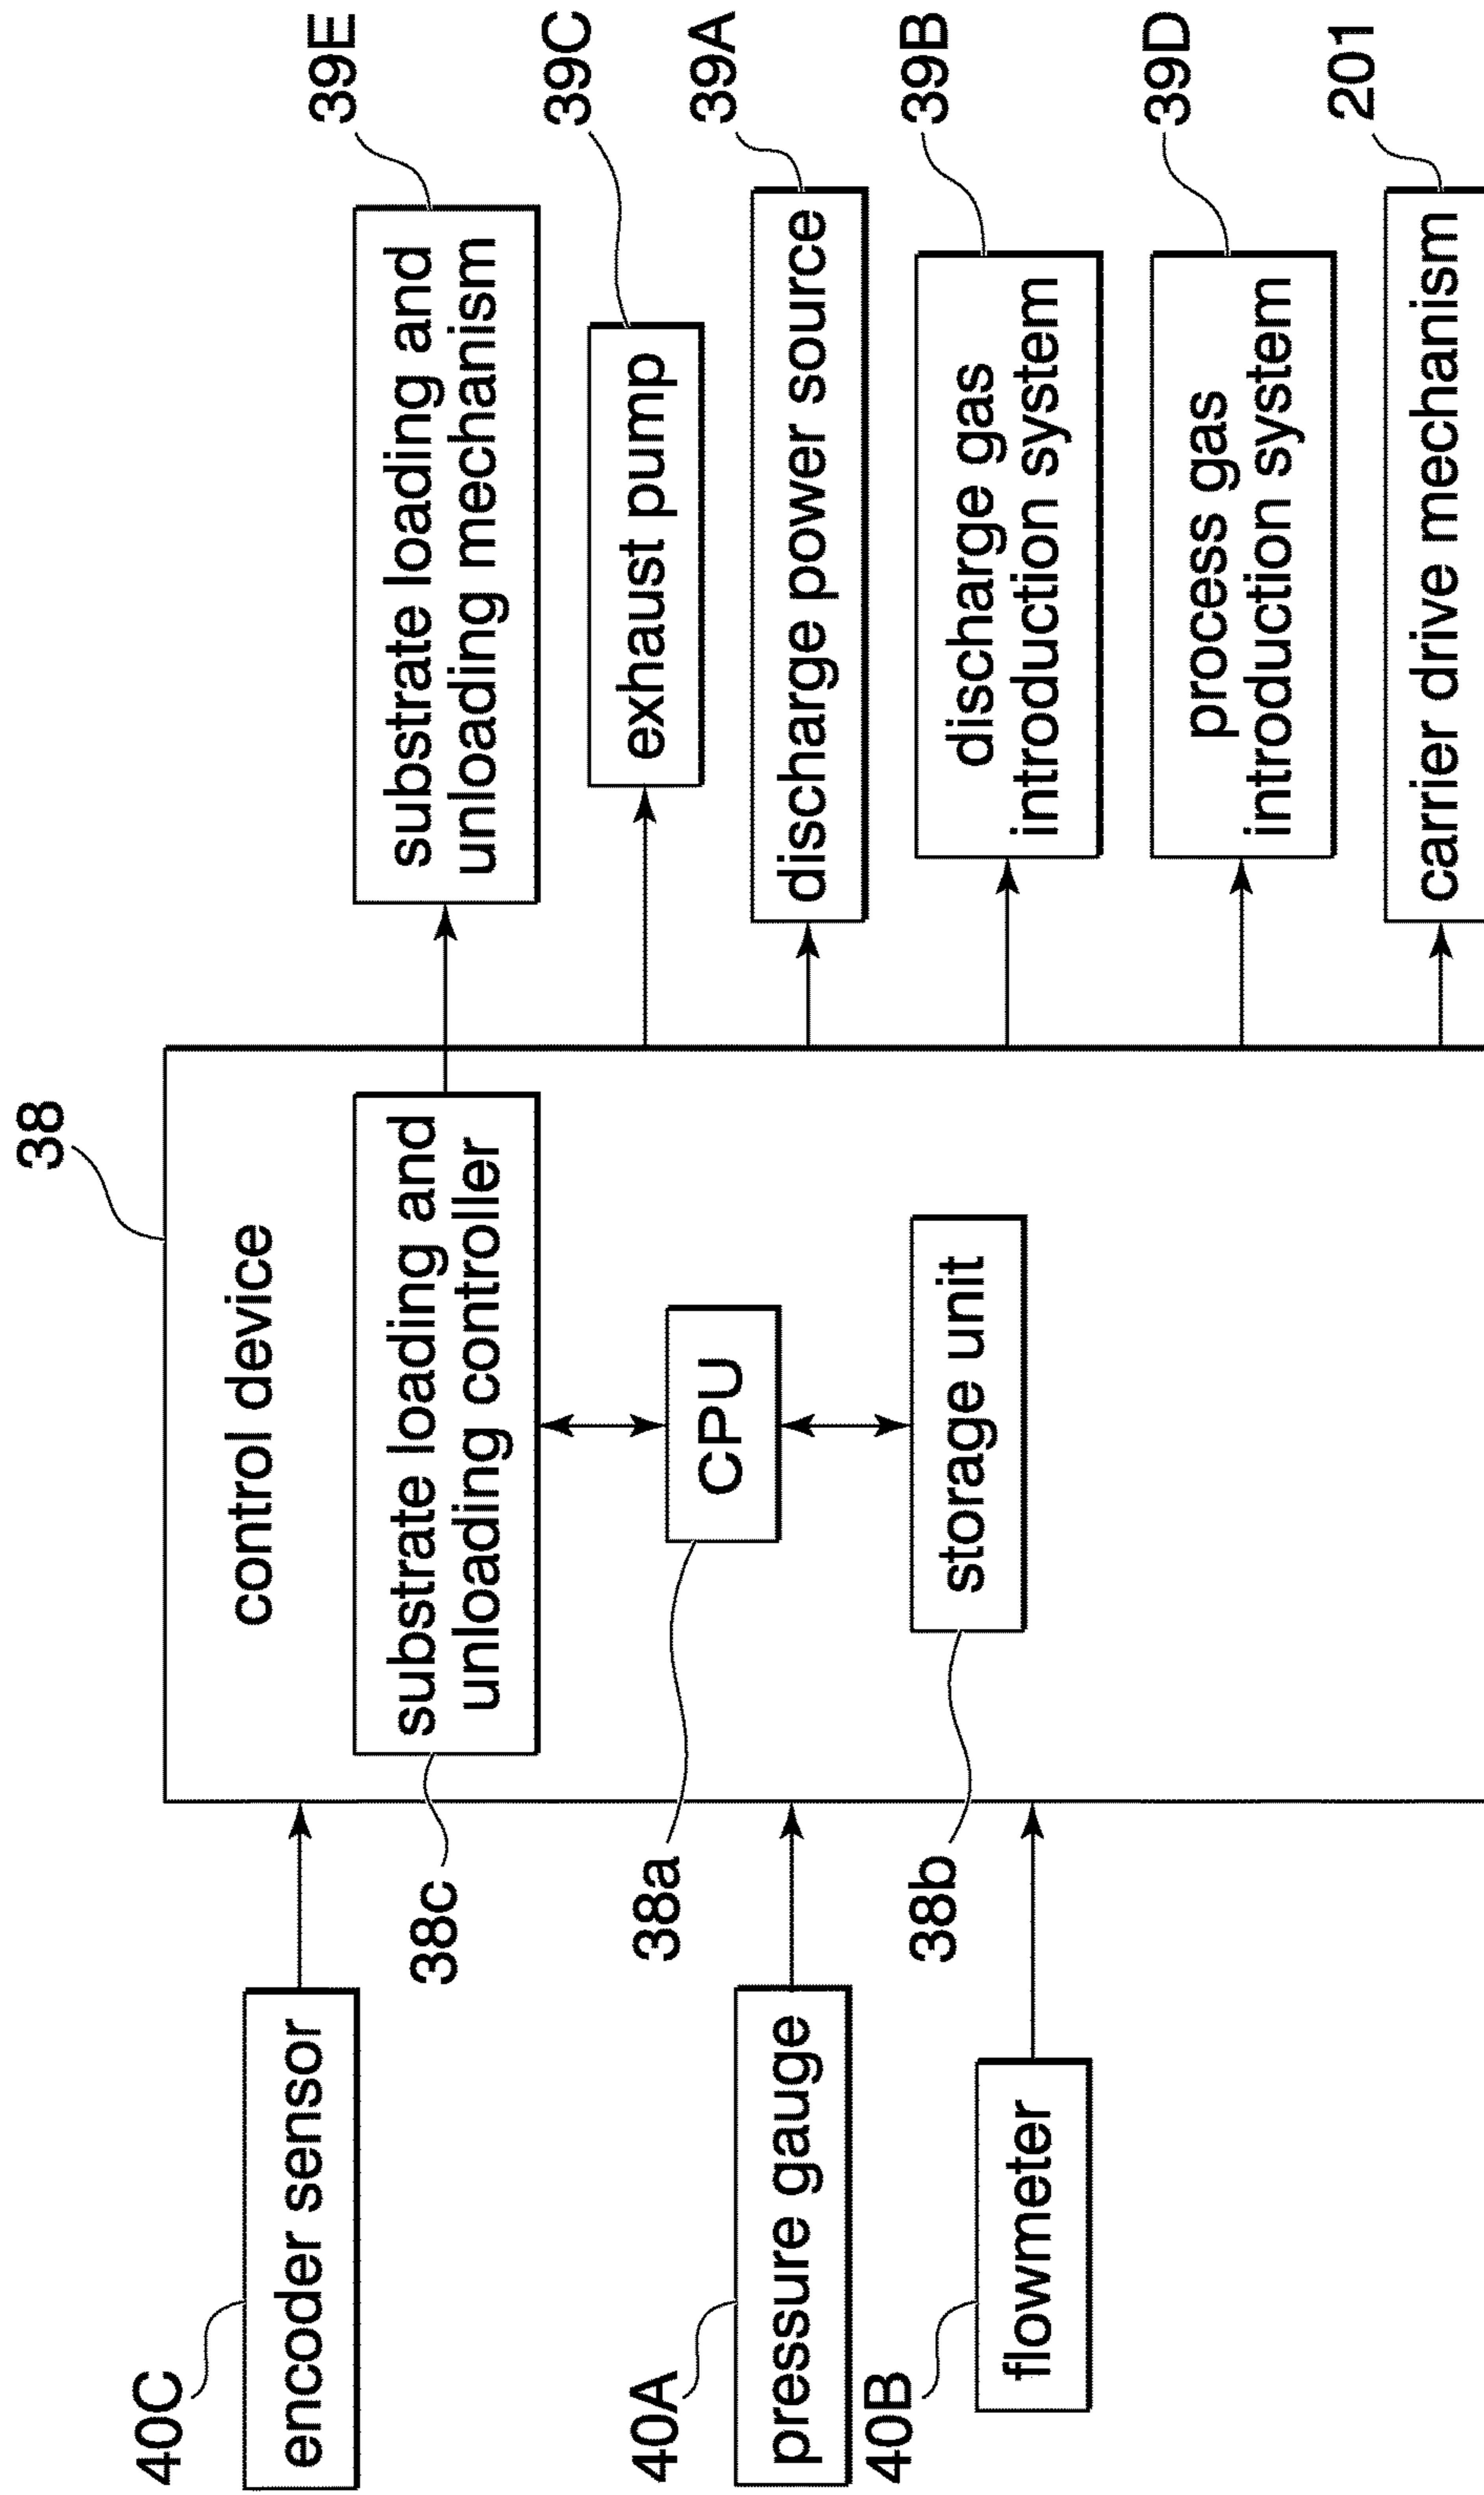 38
control device
40C
encoder sensor
38c
substrate loading and
unloading controller
39E
substrate loading and
unloading mechanism
39C
exhaust pump
40A
pressure gauge
38a
CPU
39A
discharge power source
40B
flowmeter
38b
storage unit
39B
discharge gas
introduction system
39D
process gas
introduction system
201
carrier drive mechanism